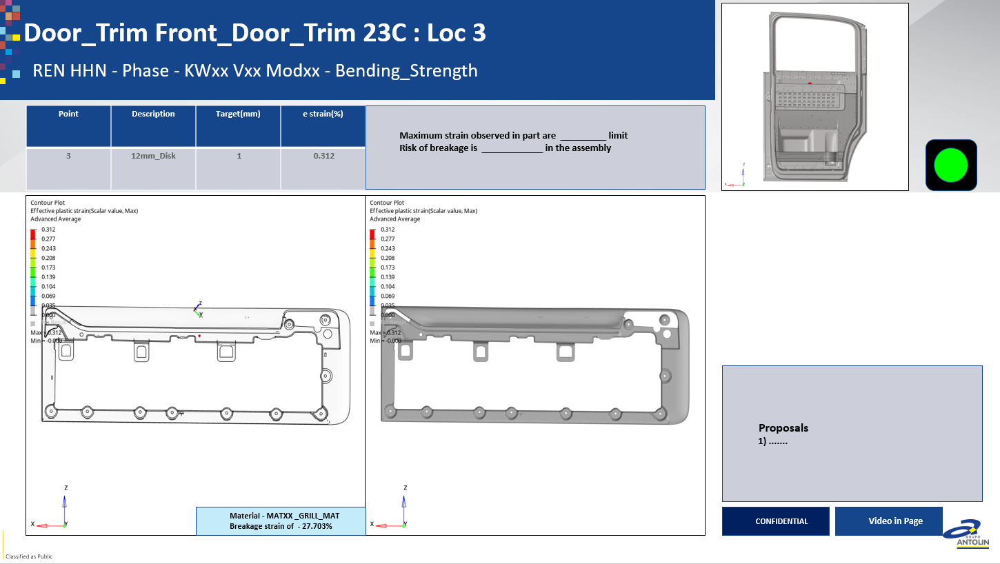 Door_Trim Front_Door_Trim 23C : Loc 3
REN HHN - Phase - KWxx Vxx Modxx - Bending_Strength
Point Description Target(mm) e strain(%)
3 12mm_Disk 1 0.312
Maximum strain observed in part are _________ limit
Risk of breakage is ____________ in the assembly
z
x
Contour Plot
Effective plastic strain(Scalar value, Max)
Advanced Average
0.312
0.277
0.243
0.208
0.173
0.139
0.104
0.069
0.035
0.000
Max = 0.312
Min = -0.000
z
y
Z
X
Y
Material - MATXX _GRILL_MAT
Breakage strain of - 27.703%
Contour Plot
Effective plastic strain(Scalar value, Max)
Advanced Average
0.312
0.277
0.243
0.208
0.173
0.139
0.104
0.069
0.035
0.000
Max = 0.312
Min = -0.000
Z
X
Y
Proposals
1) .......
CONFIDENTIAL
Video in Page
GRUPO
ANTOLIN
Classified as Public